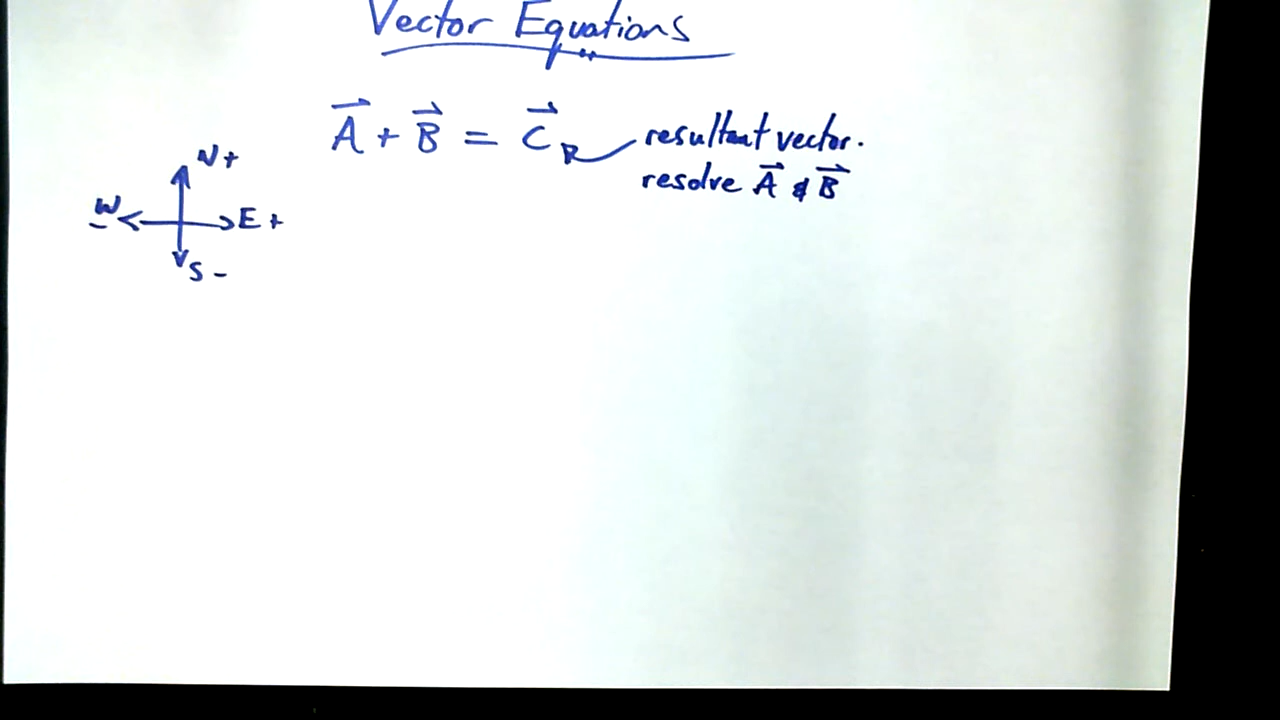 Vector Equations
A⃗ + B⃗ = C⃗R resultant vector.
resolve A⃗ & B⃗
N +
W - E +
S -